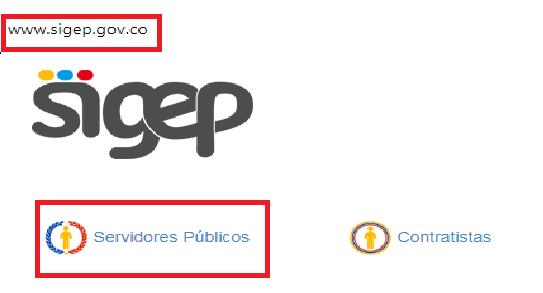 www.sigep.gov.co
sigep
Servidores Públicos
Contratistas